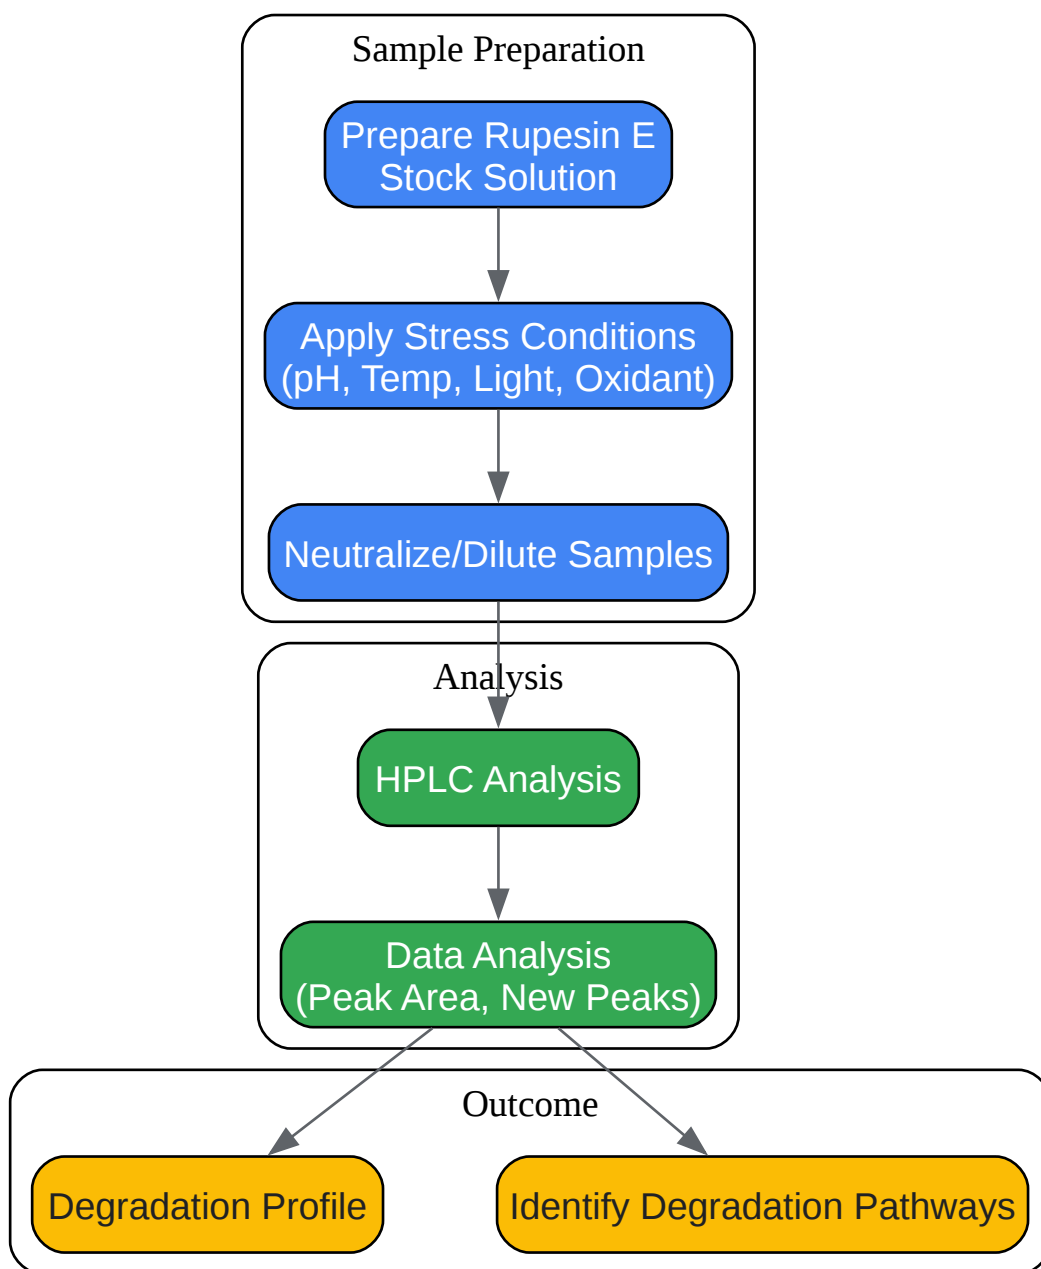 Sample Preparation
Prepare Rupesin E
Stock Solution
Apply Stress Conditions
(pH, Temp, Light, Oxidant)
Neutralize/Dilute Samples
Analysis
HPLC Analysis
Data Analysis
(Peak Area, New Peaks)
Outcome
Degradation Profile
Identify Degradation Pathways